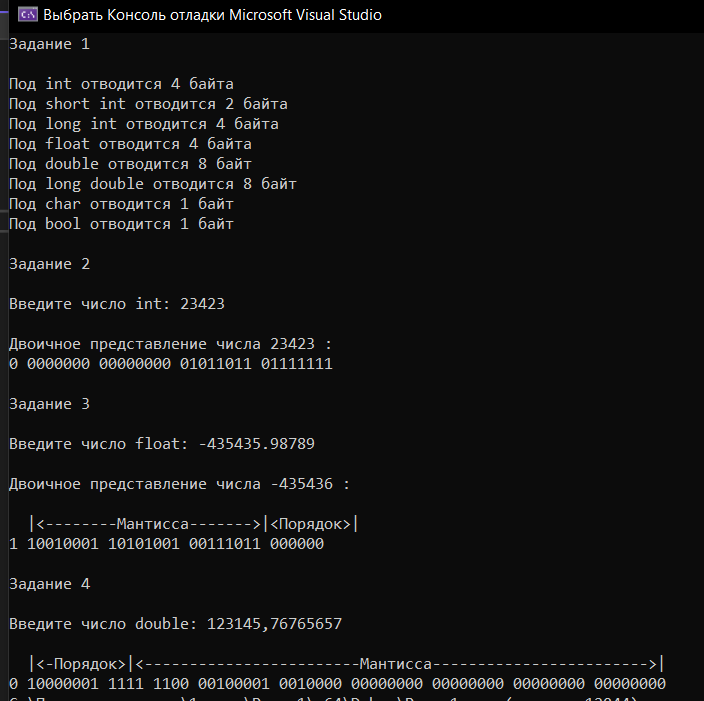 Выбрать Консоль отладки Microsoft Visual Studio
Задание 1
Под int отводится 4 байта
Под short int отводится 2 байта
Под long int отводится 4 байта
Под float отводится 4 байта
Под double отводится 8 байт
Под long double отводится 8 байт
Под char отводится 1 байт
Под bool отводится 1 байт
Задание 2
Введите число int: 23423
Двоичное представление числа 23423 :
0 0000000 00000000 01011011 01111111
Задание 3
Введите число float: -435435.98789
Двоичное представление числа -435436 :
|<--------Мантисса------->|<Порядок>|
1 10010001 10101001 00111011 000000
Задание 4
Введите число double: 123145,76765657
|<-Порядок>|<------------------------Мантисса------------------------>|
0 10000001 1111 1100 00100001 0010000 00000000 00000000 00000000 00000000